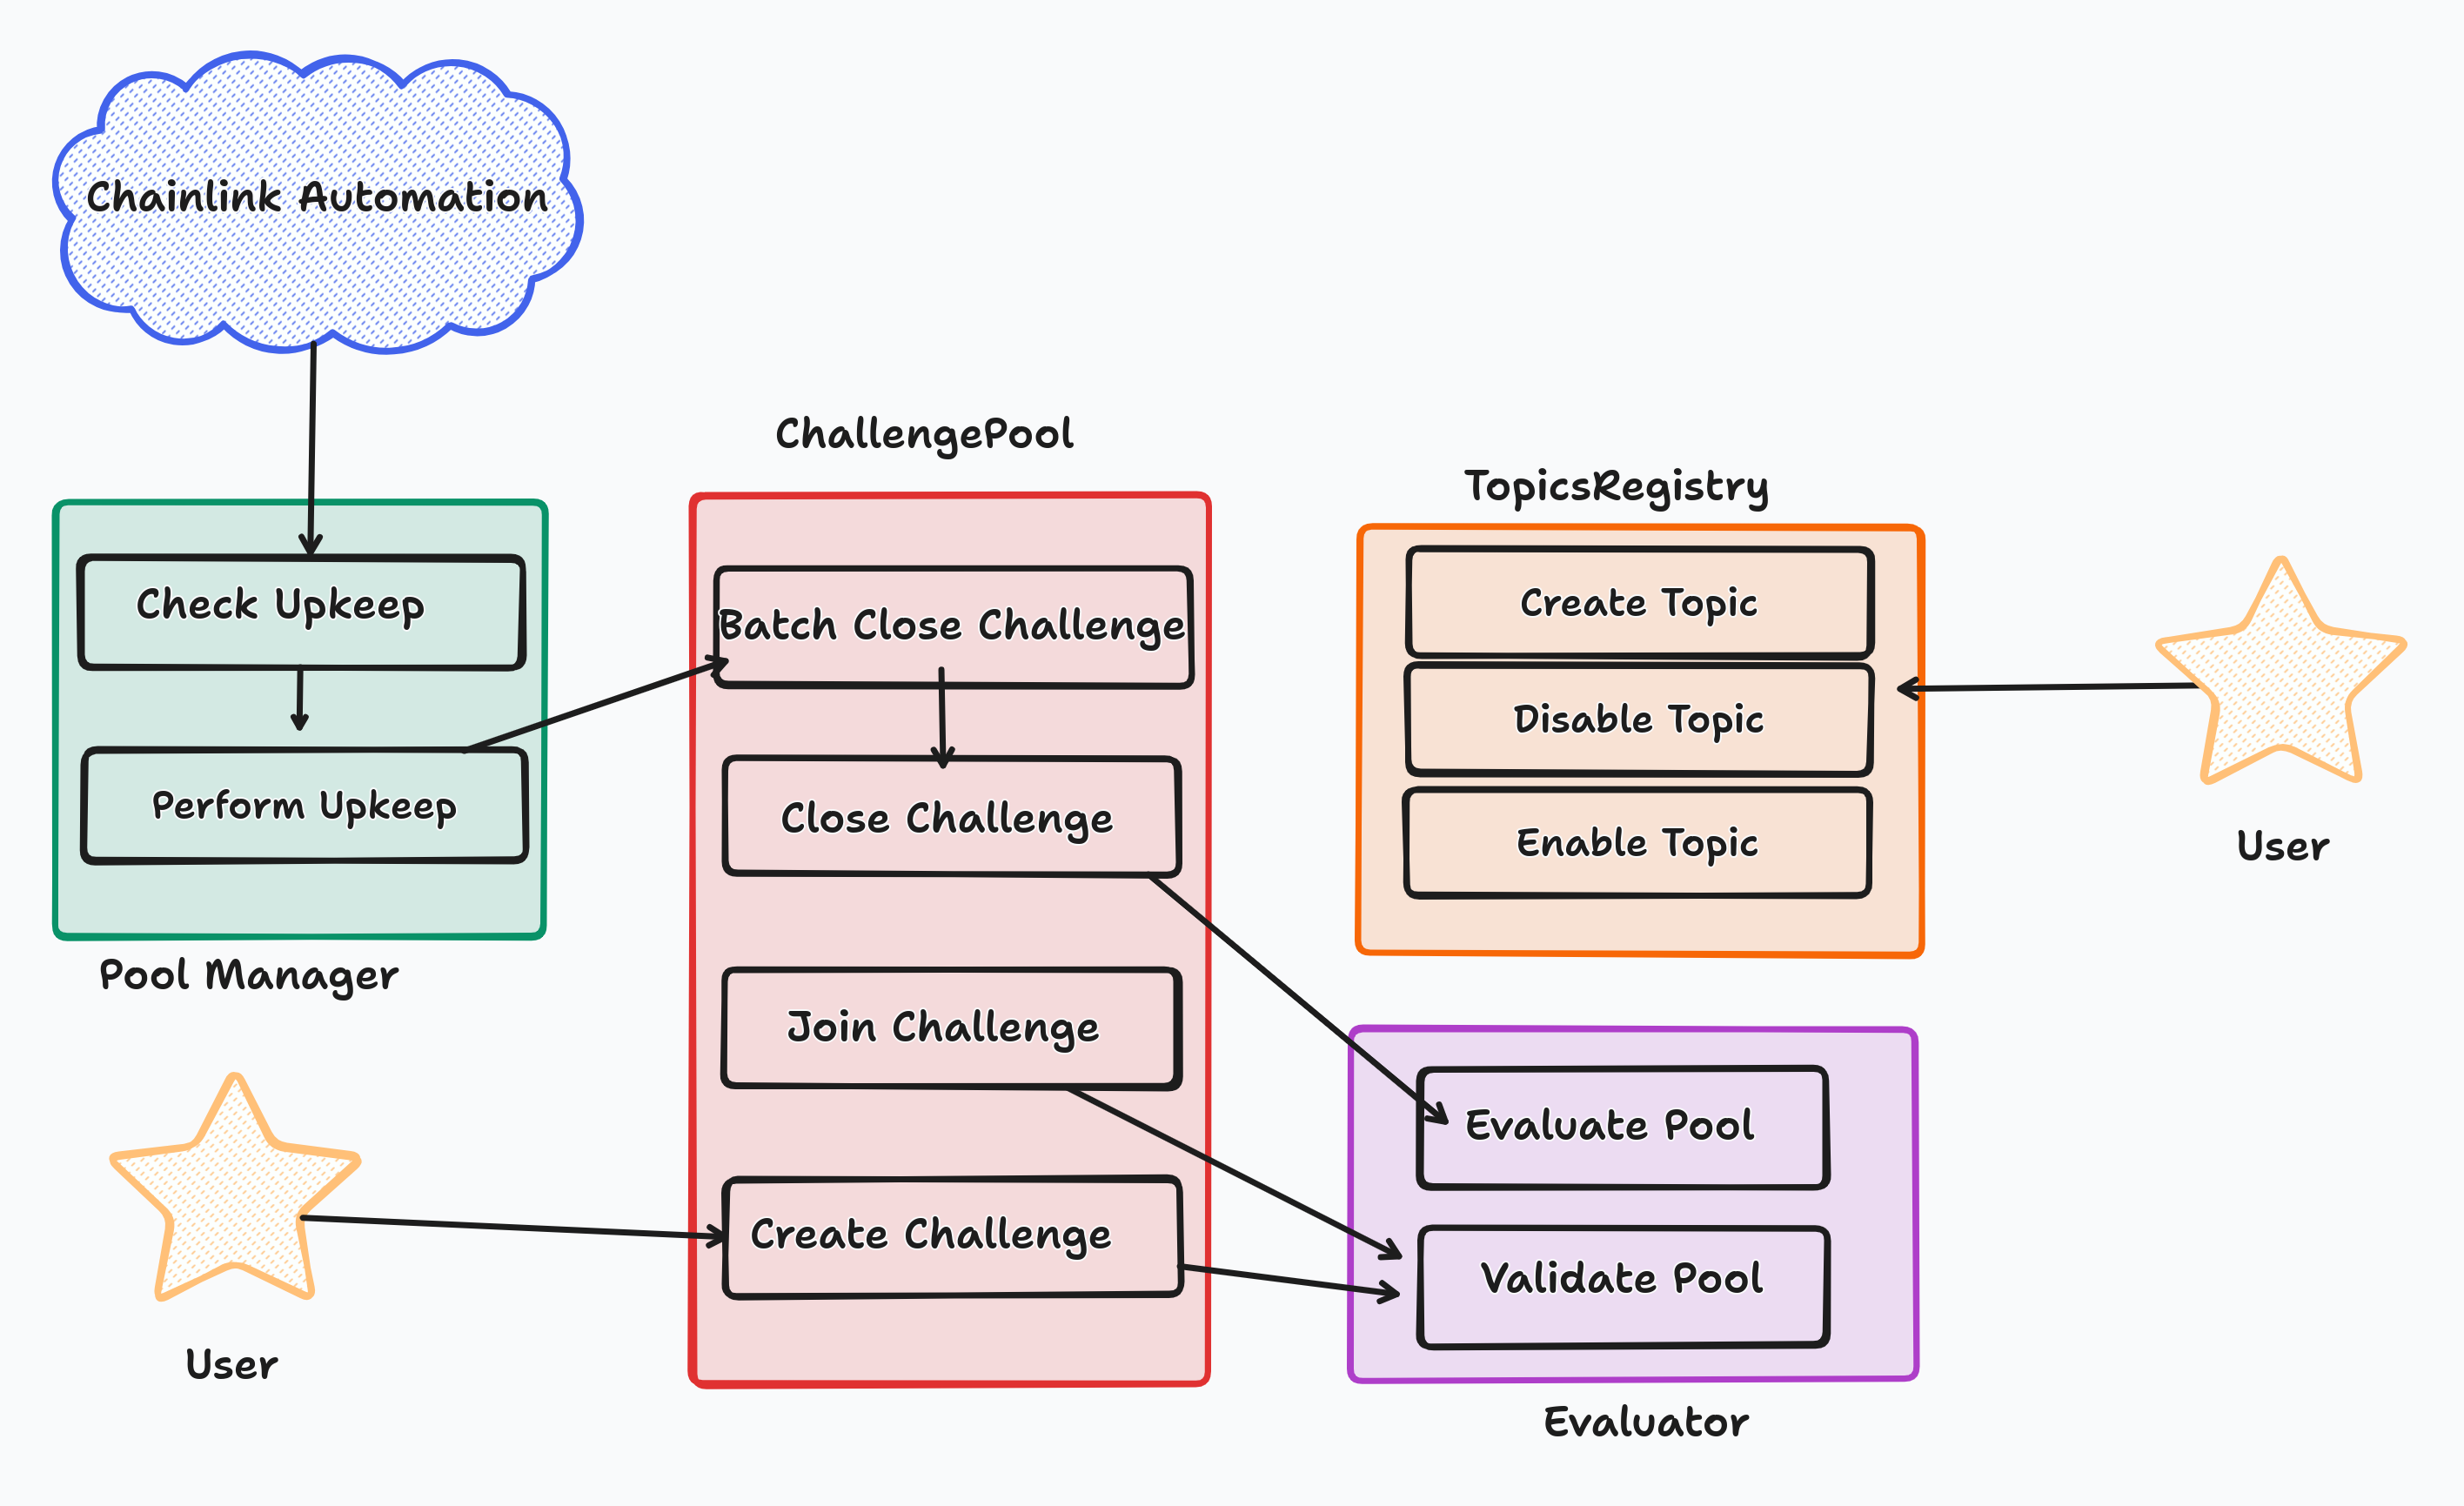 Chainlink Automation
Check Upkeep
Perform Upkeep
Pool Manager
User
ChallengePool
Batch Close Challenge
Close Challenge
Join Challenge
Create Challenge
TopicsRegistry
Create Topic
Disable Topic
Enable Topic
User
Evaluate Pool
Validate Pool
Evaluator